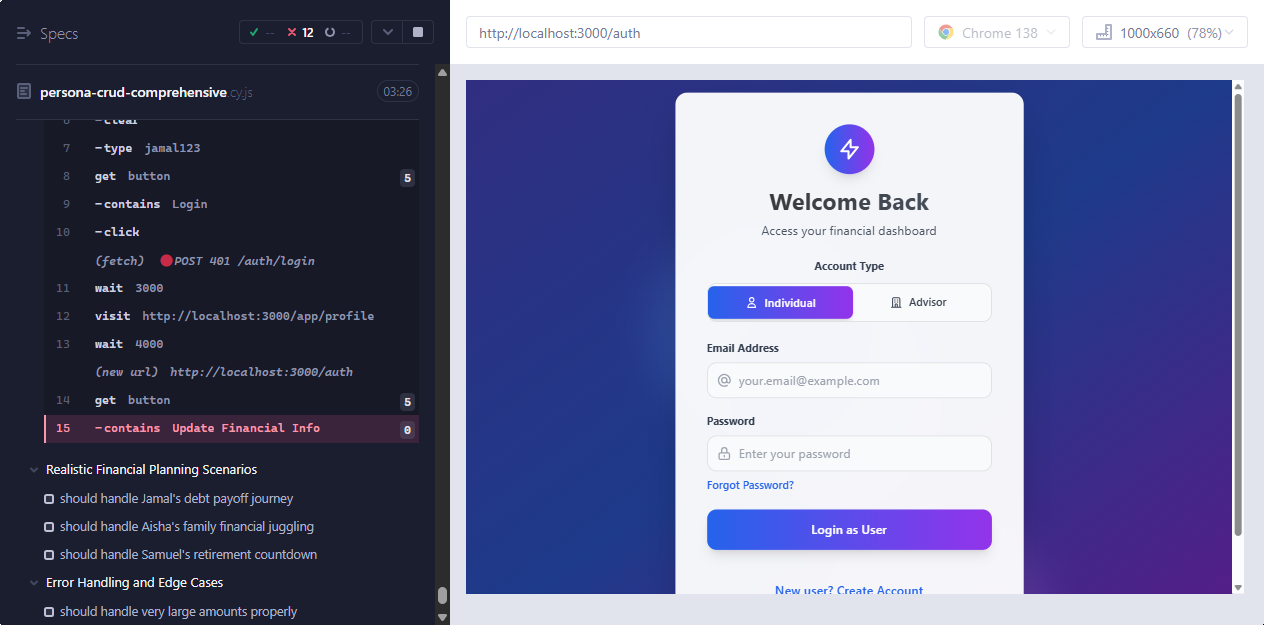 Specs
-- 12 --
persona-crud-comprehensive.cy.js 03:26
6 -clear
7 -type jamal123
8 get button 5
9 -contains Login
10 -click
(fetch) POST 401 /auth/login
11 wait 3000
12 visit http://localhost:3000/app/profile
13 wait 4000
(new url) http://localhost:3000/auth
14 get button 5
15 -contains Update Financial Info 0
Realistic Financial Planning Scenarios
should handle Jamal's debt payoff journey
should handle Aisha's family financial juggling
should handle Samuel's retirement countdown
Error Handling and Edge Cases
should handle very large amounts properly
http://localhost:3000/auth
Chrome 138
1000x660 (78%)
Welcome Back
Access your financial dashboard
Account Type
Individual Advisor
Email Address
your.email@example.com
Password
Enter your password
Forgot Password?
Login as User
New user? Create Account